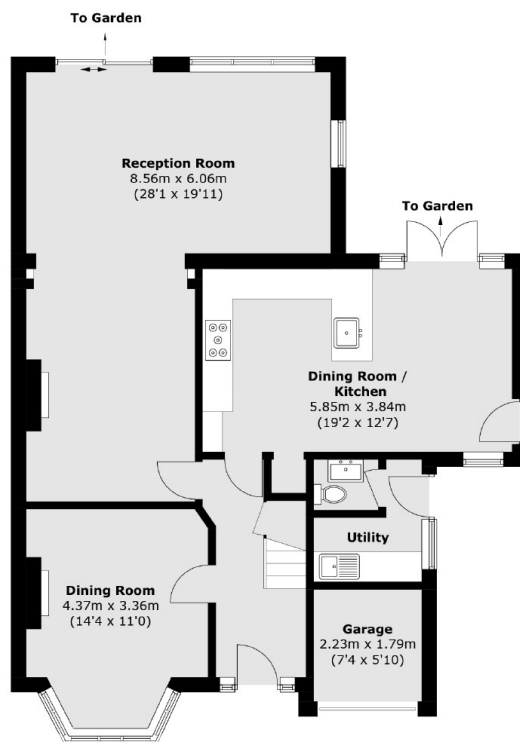 To Garden
Reception Room
8.56m x 6.06m
(28'1 x 19'11)
To Garden
Dining Room /
Kitchen
5.85m x 3.84m
(19'2 x 12'7)
Utility
Dining Room
4.37m x 3.36m
(14'4 x 11'0)
Garage
2.23m x 1.79m
(7'4 x 5'10)